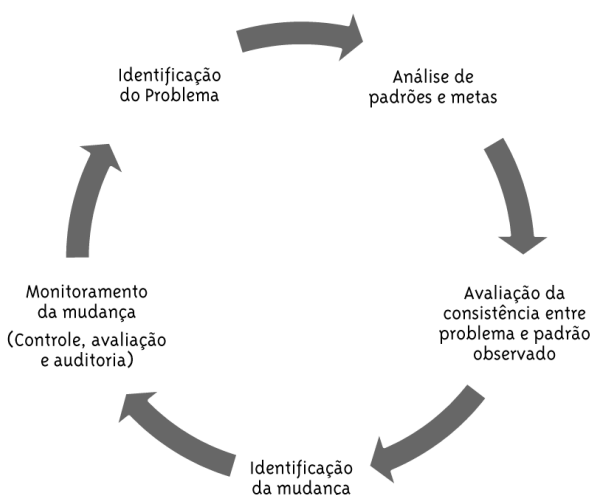 Identificação
do Problema
Análise de
padrões e metas
Avaliação da
consistência entre
problema e padrão
observado
Identificação
da mudança
Monitoramento
da mudança
(Controle, avaliação
e auditoria)